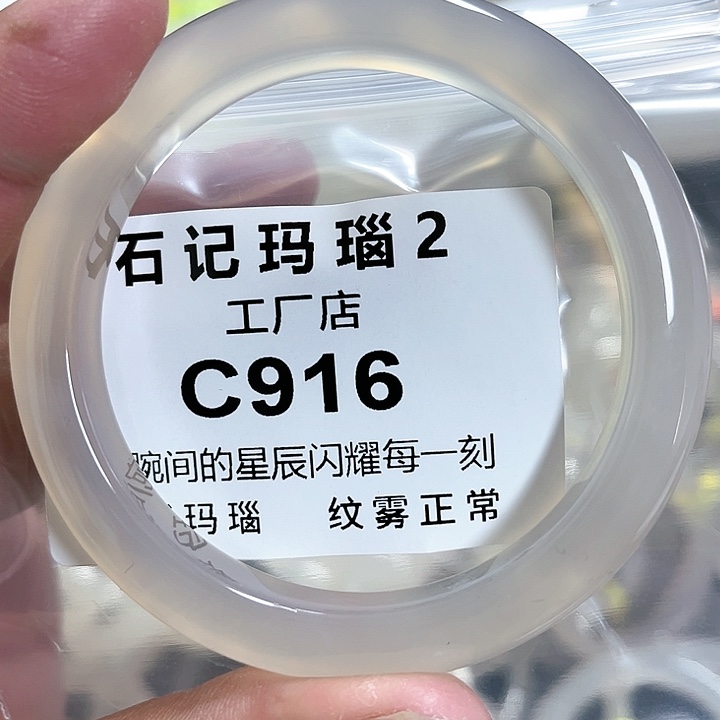 石记玛瑙2
工厂店
C916
腕间的星辰闪耀每一刻
玛瑙 纹雾正常